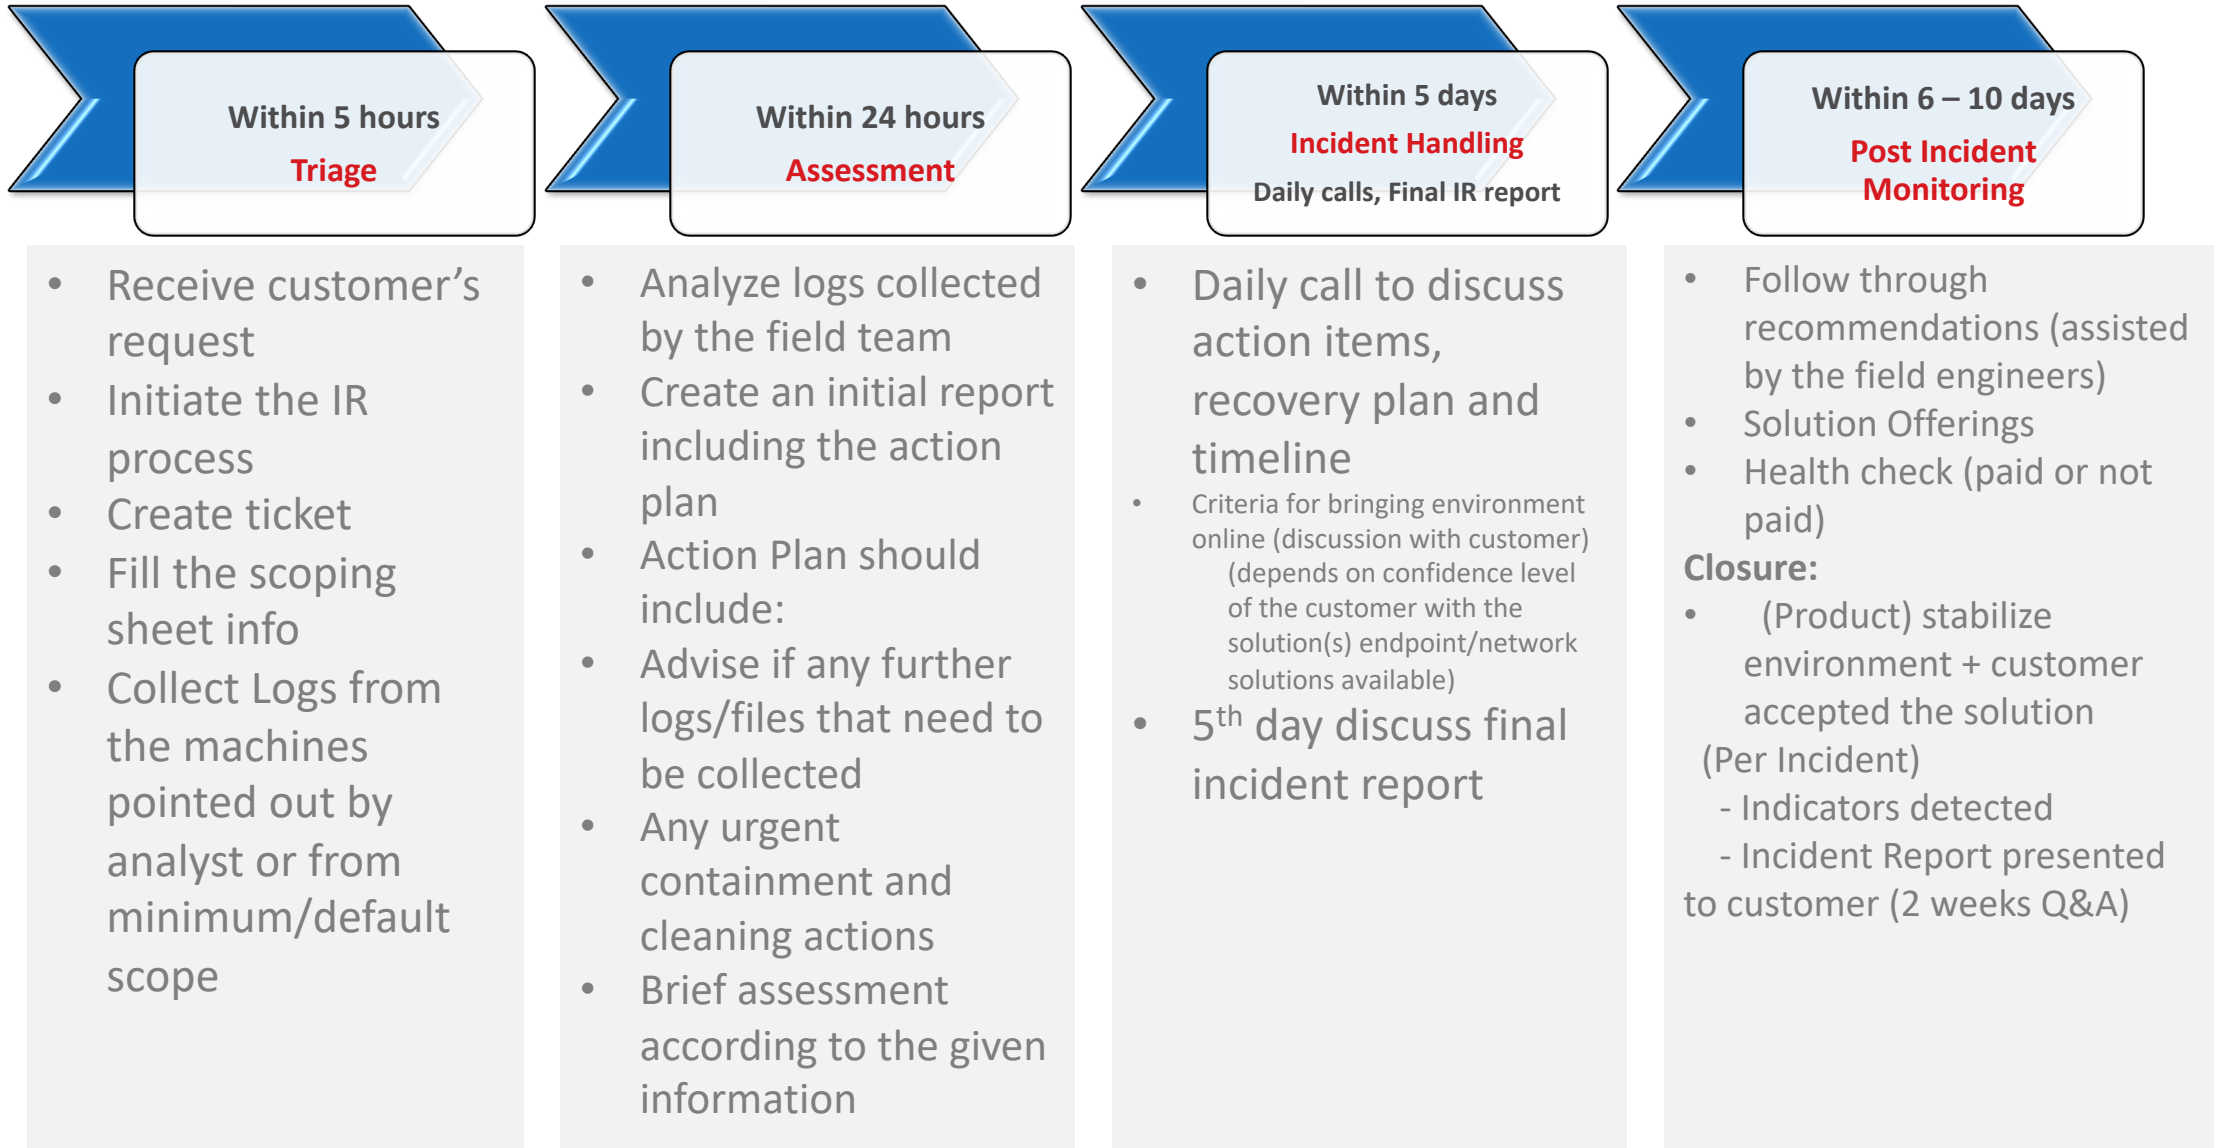 Within 5 hours
Triage
Within 24 hours
Assessment
Within 5 days
Incident Handling
Daily calls, Final IR report
Within 6 – 10 days
Post Incident
Monitoring
• Receive customer’s
request
• Initiate the IR
process
• Create ticket
• Fill the scoping
sheet info
• Collect Logs from
the machines
pointed out by
analyst or from
minimum/default
scope
• Analyze logs collected
by the field team
• Create an initial report
including the action
plan
• Action Plan should
include:
• Advise if any further
logs/files that need to
be collected
• Any urgent
containment and
cleaning actions
• Brief assessment
according to the given
information
• Daily call to discuss
action items,
recovery plan and
timeline
• Criteria for bringing environment
online (discussion with customer)
(depends on confidence level
of the customer with the
solution(s) endpoint/network
solutions available)
• 5th day discuss final
incident report
• Follow through
recommendations (assisted
by the field engineers)
• Solution Offerings
• Health check (paid or not
paid)
Closure:
• (Product) stabilize
environment + customer
accepted the solution
(Per Incident)
- Indicators detected
- Incident Report presented
to customer (2 weeks Q&A)